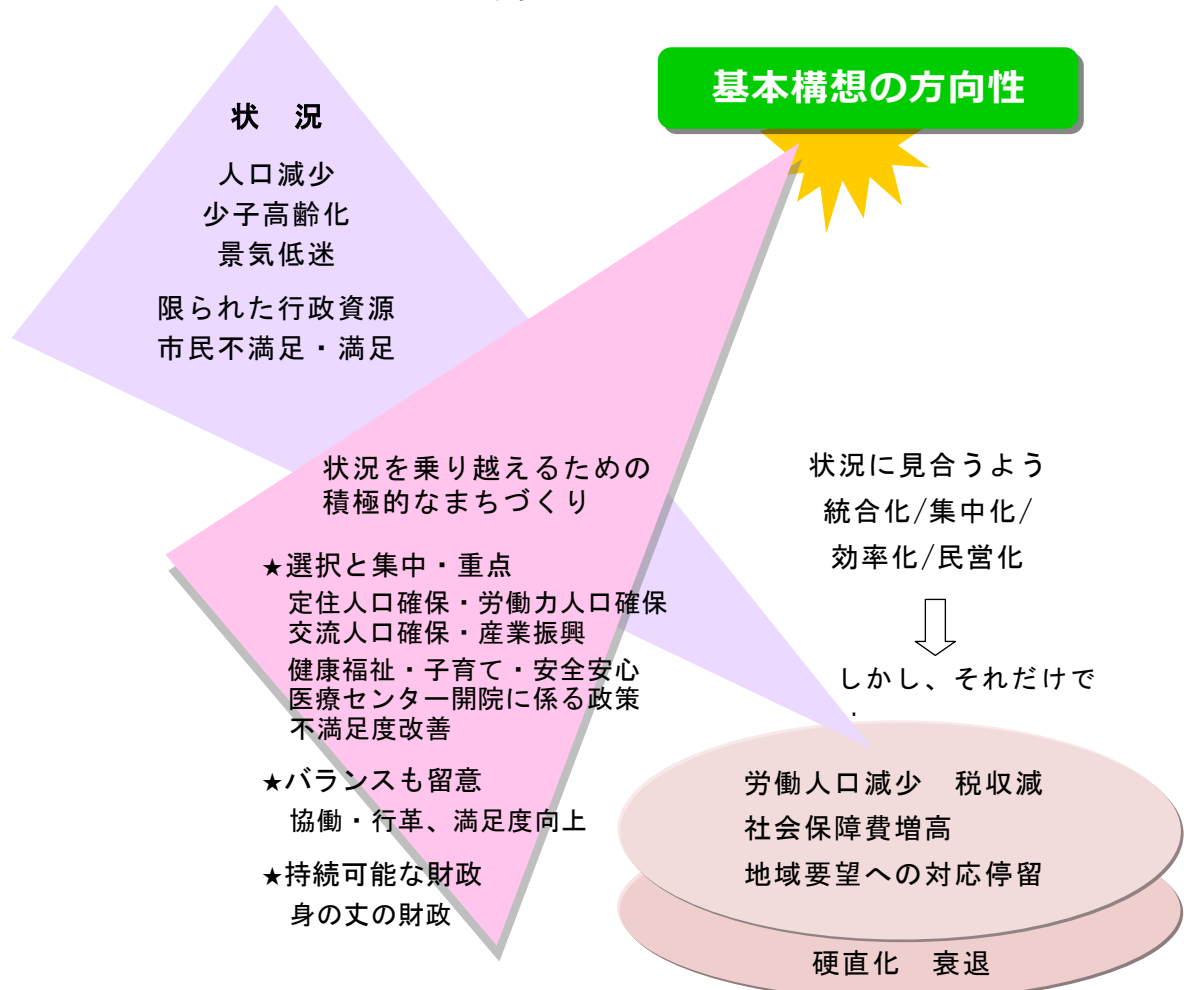 基本構想の方向性
状　況
人口減少
少子高齢化
景気低迷
限られた行政資源
市民不満足・満足
状況を乗り越えるための
積極的なまちづくり
★選択と集中・重点
定住人口確保・労働力人口確保
交流人口確保・産業振興
健康福祉・子育て・安全安心
医療センター開院に係る政策
不満足度改善
★バランスも留意
協働・行革、満足度向上
★持続可能な財政
身の丈の財政
状況に見合うよう
統合化/集中化/
効率化/民営化
しかし、それだけで
労働人口減少　税収減
社会保障費増高
地域要望への対応停留
硬直化　衰退